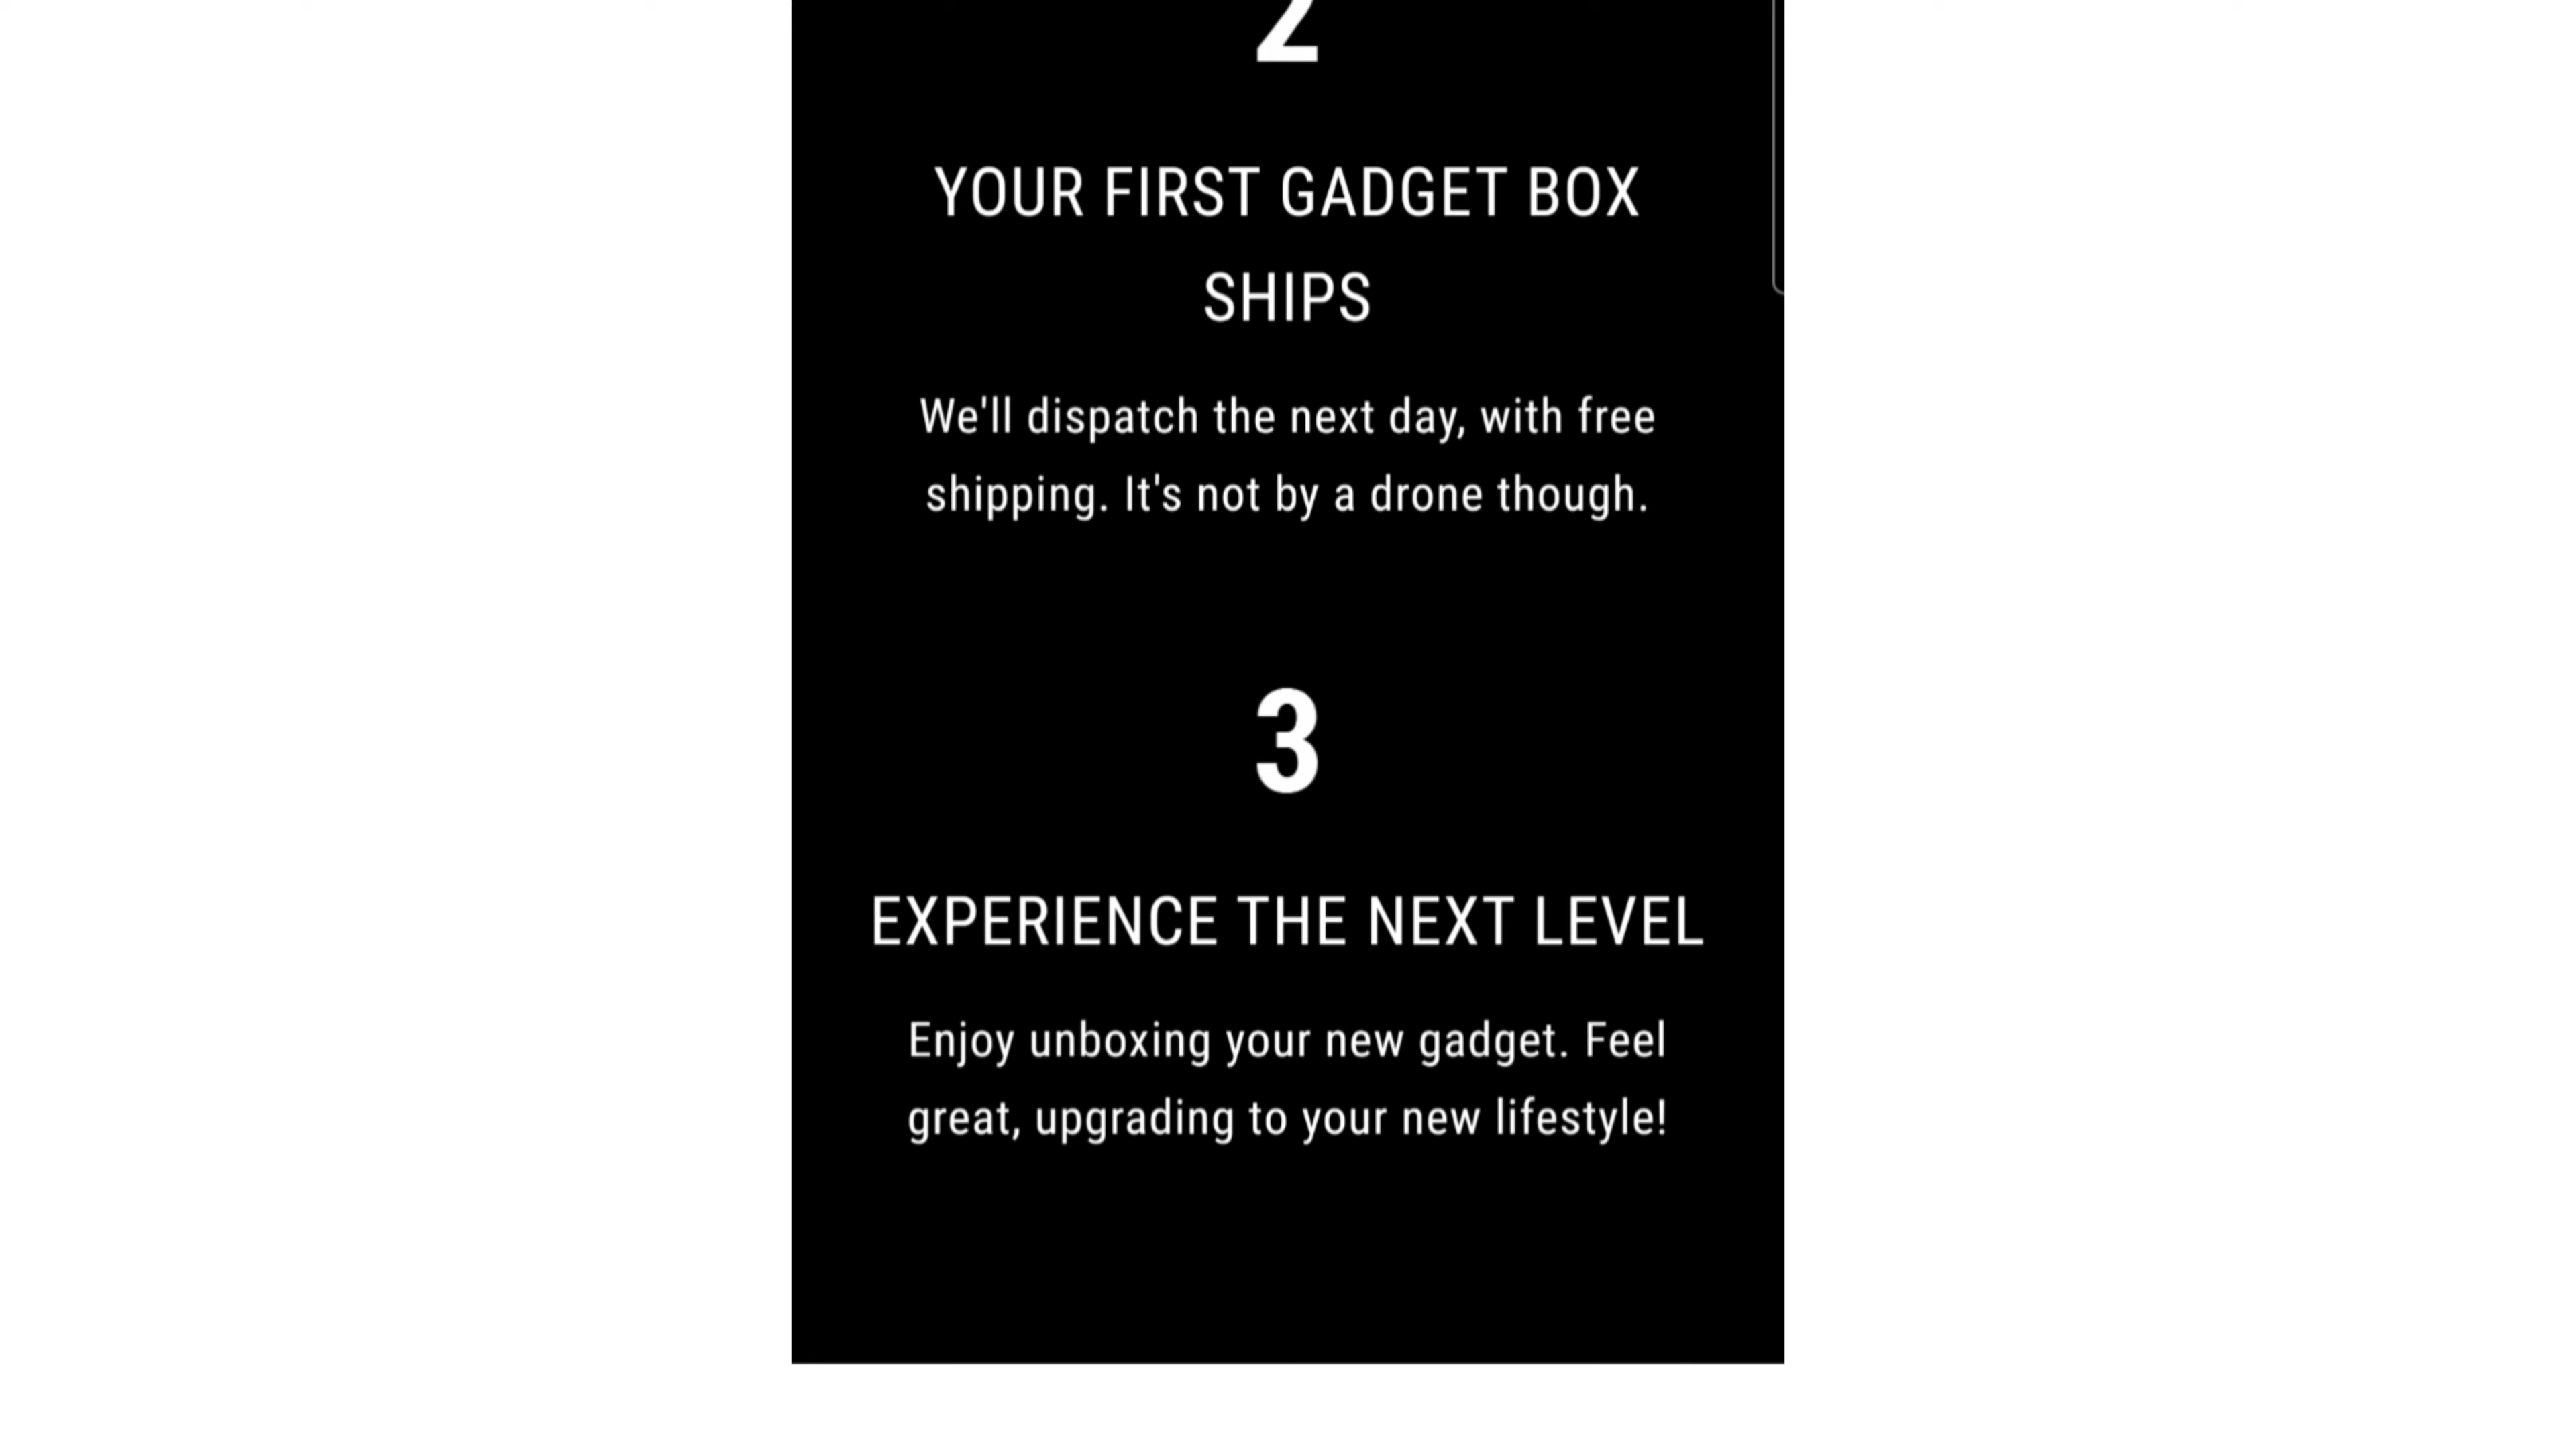 2
YOUR FIRST GADGET BOX
SHIPS
We'll dispatch the next day, with free
shipping. It's not by a drone though.
3
EXPERIENCE THE NEXT LEVEL
Enjoy unboxing your new gadget. Feel
great, upgrading to your new lifestyle!